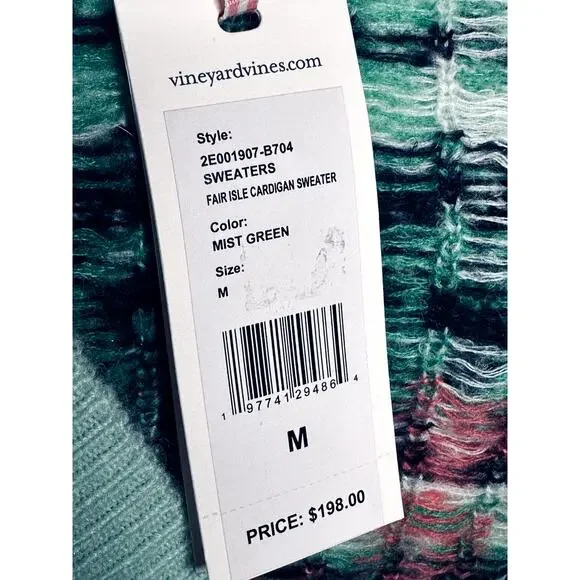 vineyardvines.com
Style:
2E001907-B704
SWEATERS
FAIR ISLE CARDIGAN SWEATER
Color:
MIST GREEN
Size:
M
1 97741 29486 4
M
PRICE: $198.00